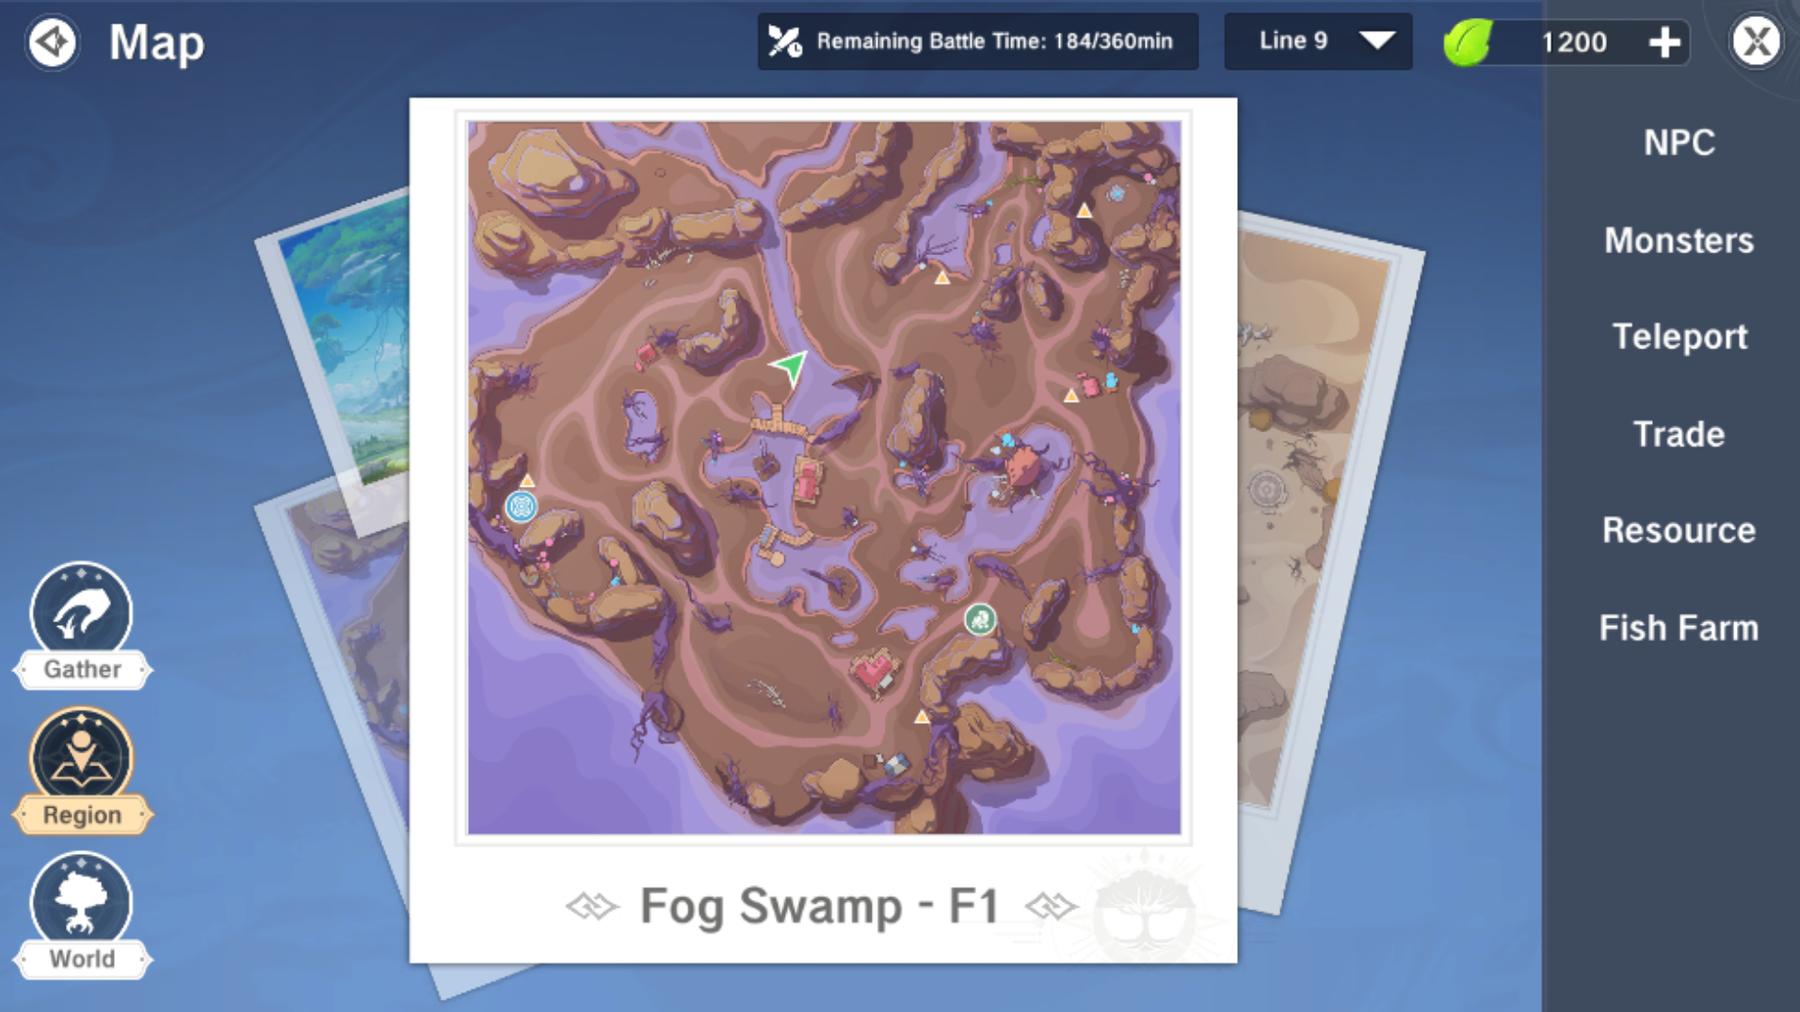 Map
Remaining Battle Time: 184/360min
Line 9
1200
NPC
Monsters
Teleport
Trade
Resource
Fish Farm
Gather
Region
World
Fog Swamp - F1